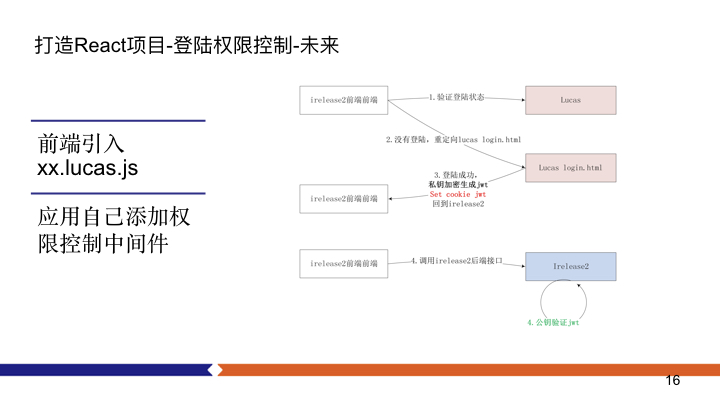 打造React项目-登陆权限控制-未来
前端引入
xx.lucas.js
应用自己添加权
限控制中间件
irelease2前端前端
1.验证登陆状态
Lucas
2.没有登陆，重定向lucas login.html
Lucas login.html
3.登陆成功，
私钥加密生成jwt
Set cookie jwt
回到irelease2
irelease2前端前端
irelease2前端前端
4.调用irelease2后端接口
Irelease2
4.公钥验证jwt
16